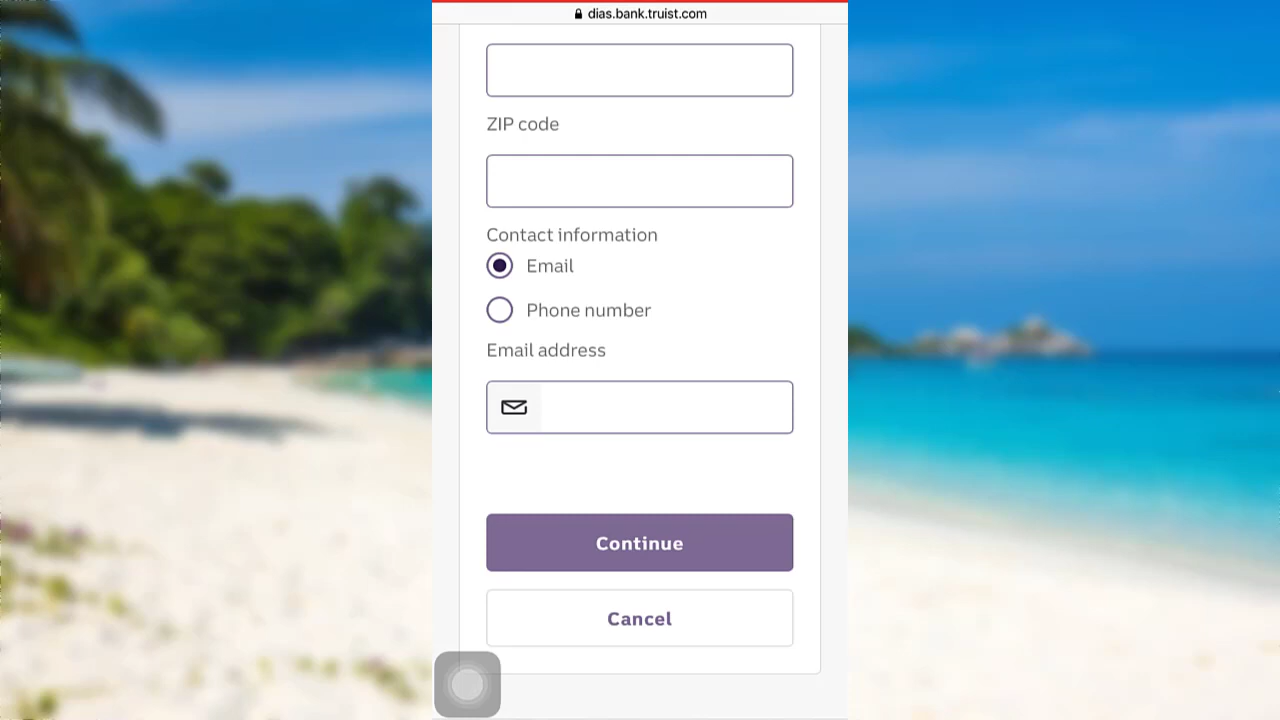 dias.bank.truist.com
ZIP code
Contact information
Email
Phone number
Email address
Continue
Cancel